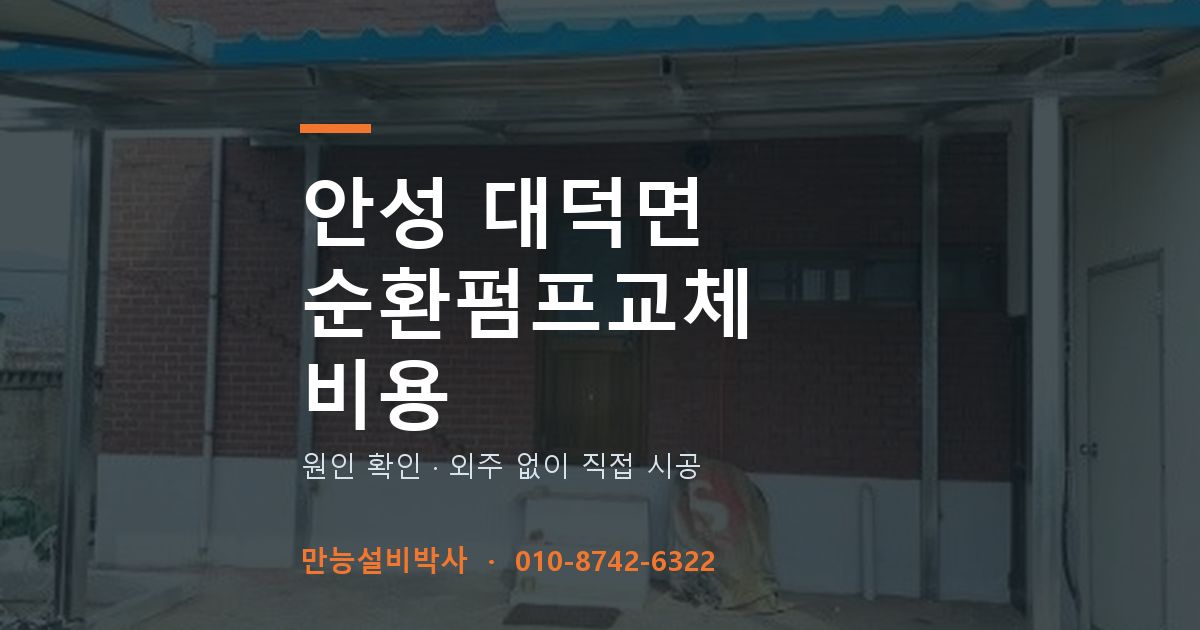 안성 대덕면
순환펌프교체
비용
원인 확인 · 외주 없이 직접 시공
만능설비박사 · 010-8742-6322
S